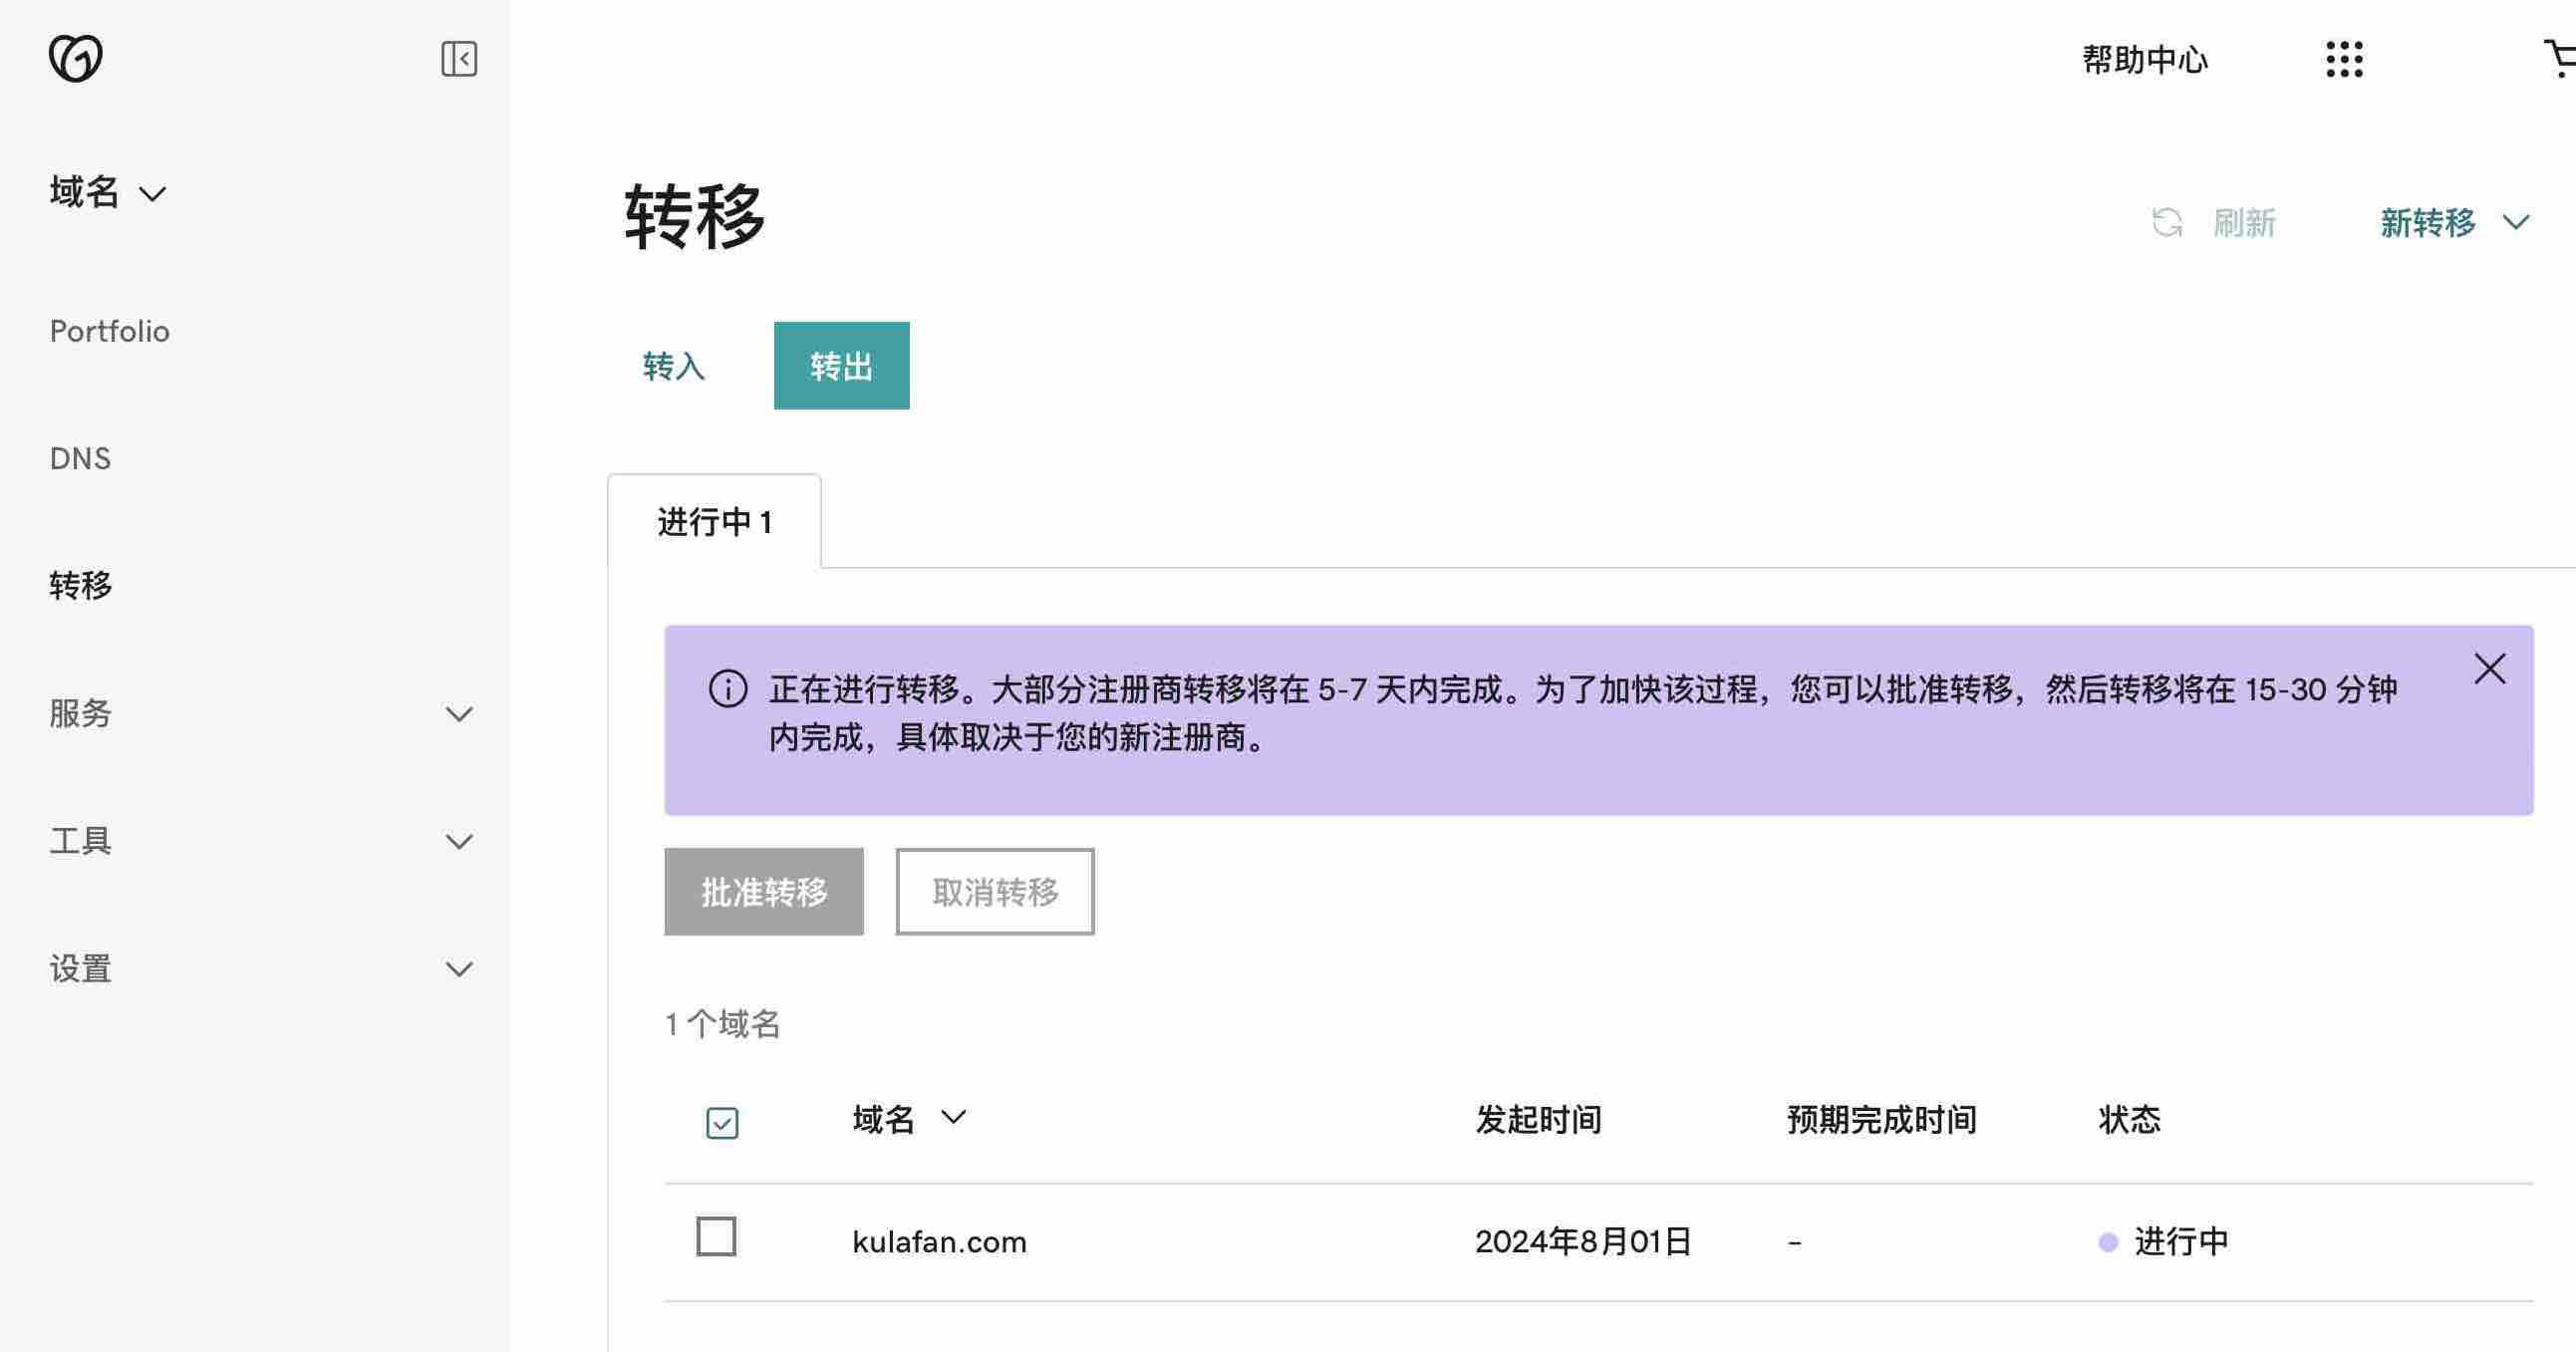 帮助中心
域名
Portfolio
DNS
转移
服务
工具
设置
转移
刷新
新转移
转入
转出
进行中 1
正在进行转移。大部分注册商转移将在 5-7 天内完成。为了加快该过程，您可以批准转移，然后转移将在 15-30 分钟
内完成，具体取决于您的新注册商。
批准转移
取消转移
1 个域名
域名 发起时间 预期完成时间 状态
kulafan.com 2024年8月01日 - 进行中